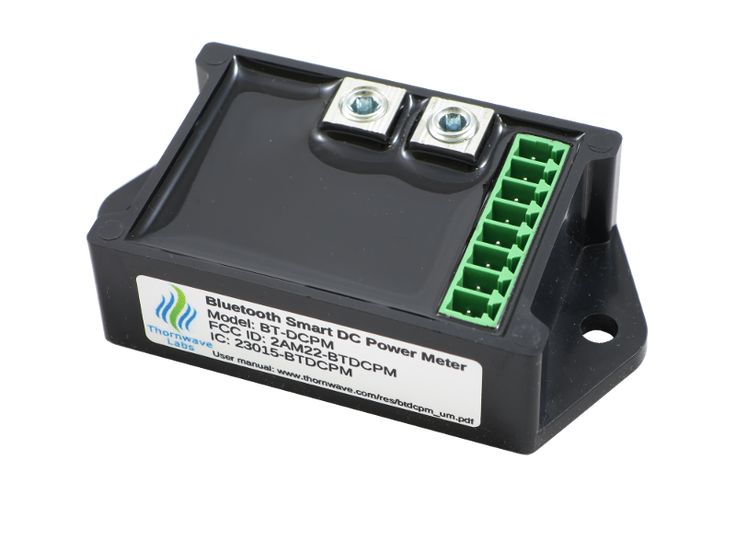 Thornwave
Labs
Bluetooth Smart DC Power Meter
Model: BT-DCPM
FCC ID: 2AM22-BTDCPM
IC: 23015-BTDCPM
User manual: www.thornwave.com/res/btdcpm_um.pdf